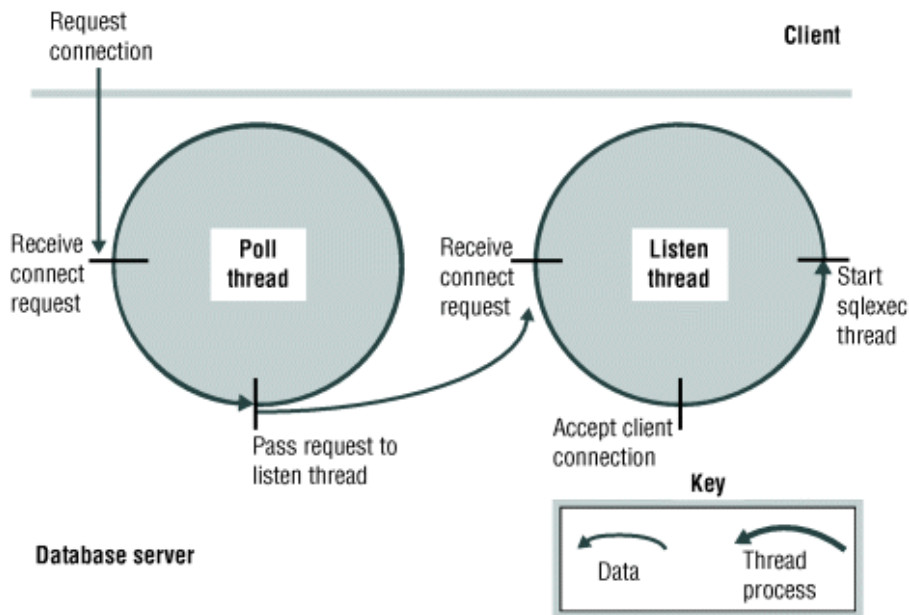 Request
connection
Client
Receive
connect
request
Poll
thread
Receive
connect
request
Listen
thread
Start
sqlexec
thread
Pass request to
listen thread
Accept client
connection
Key
Data
Thread
process
Database server